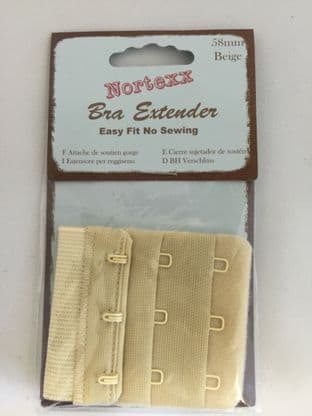 58mm
Beige
Nortexx
Bra Extender
Easy Fit No Sewing
F Attache de soutien gorge
E Cierre sujetador de sostén
I Estensore per reggiseno
D BH Verschluss